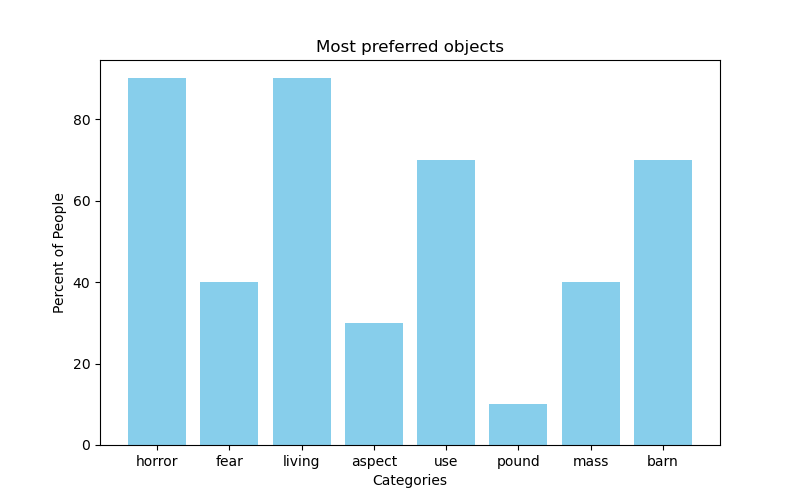 Most preferred objects
Percent of People
80
60
40
20
0
horror fear living aspect use pound mass barn
Categories